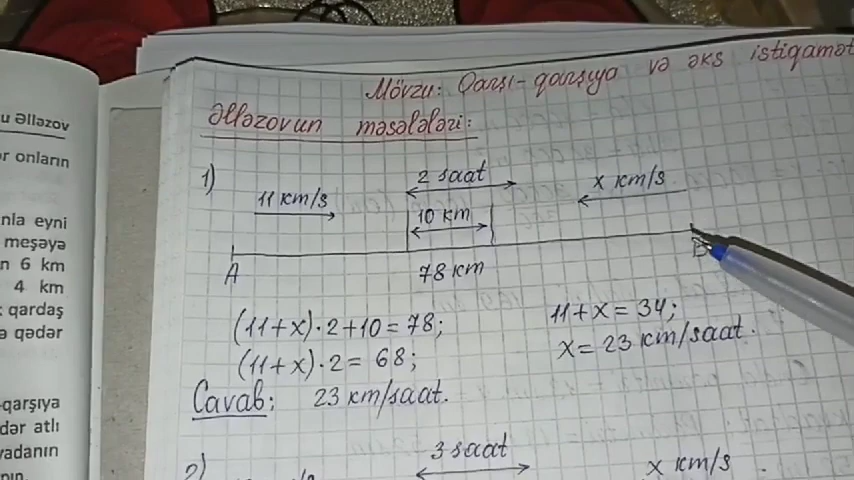 u Əlləzov
r onların
nla eyni
meşəyə
n 6 km
4 km
qardaş
ə qədər
-qarşıya
dər atlı
yadanın
Mövzu: Qarşı-qarşıya və əks istiqamət
Əlləzovun məsələləri:
1)
2 saat
11 km/s
x km/s.
10 km
A
78 km
B
(11+x)·2+10=78;
11+x=34;
(11+x)·2=68;
x=23 km/saat.
Cavab: 23 km/saat.
2)
3 saat
x km/s